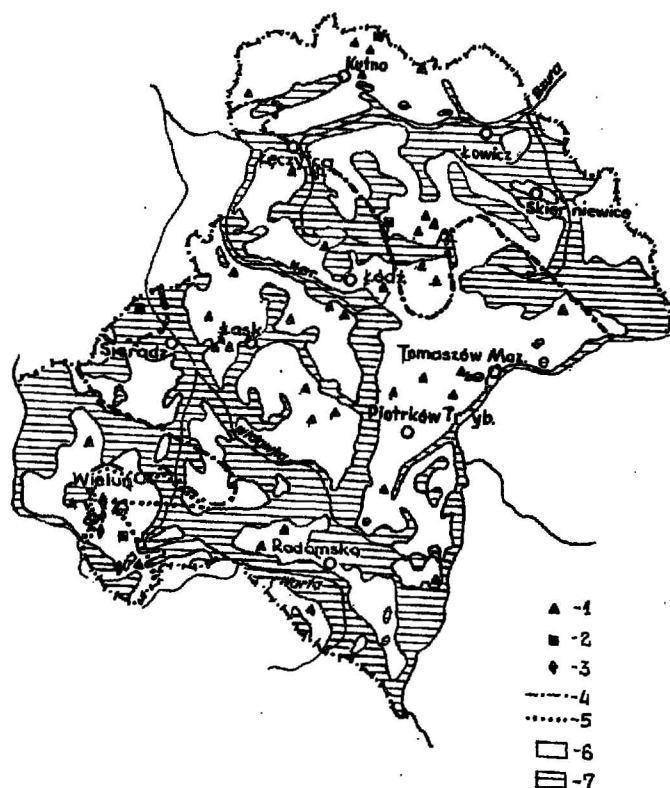 Kutno
Bzura
Łęczyca
Łowicz
Skierniewice
Ner
Łódź
Łask
Sieradz
Tomaszów Maz.
Piotrków Tryb.
Widawka
Wieluń
Radomsko
Warta
-1
-2
-3
-4
-5
-6
-7